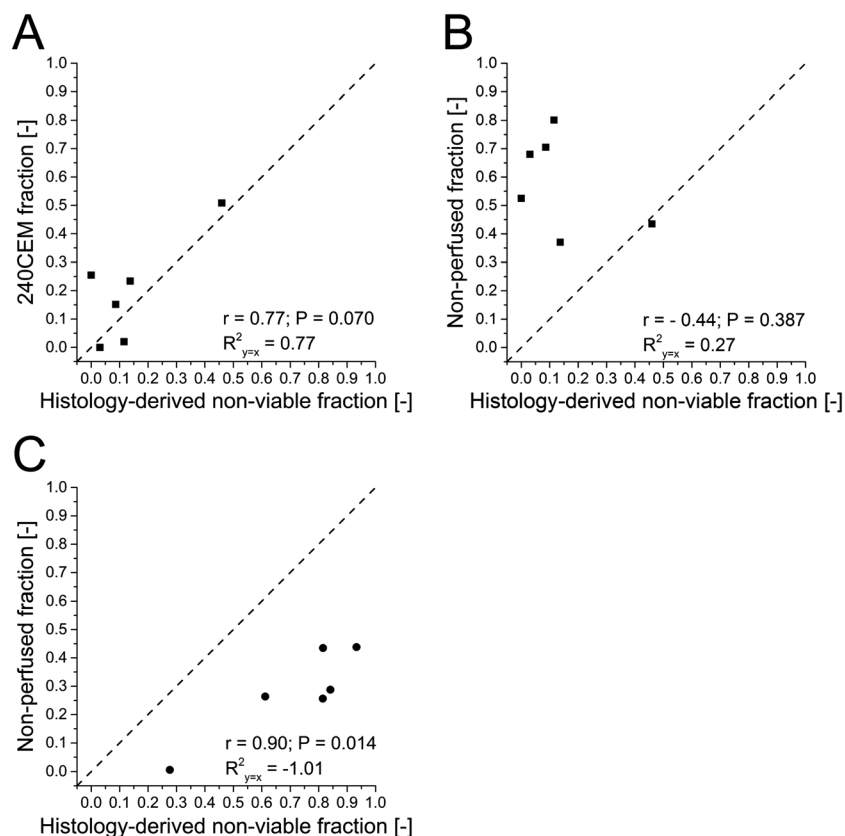 A
1.0
0.9
0.8
0.7
0.6
0.5
0.4
0.3
0.2
0.1
0.0
240CEM fraction [-]
r = 0.77; P = 0.070
R²y=x = 0.77
0.0 0.1 0.2 0.3 0.4 0.5 0.6 0.7 0.8 0.9 1.0
Histology-derived non-viable fraction [-]
B
1.0
0.9
0.8
0.7
0.6
0.5
0.4
0.3
0.2
0.1
0.0
Non-perfused fraction [-]
r = - 0.44; P = 0.387
R²y=x = 0.27
0.0 0.1 0.2 0.3 0.4 0.5 0.6 0.7 0.8 0.9 1.0
Histology-derived non-viable fraction [-]
C
1.0
0.9
0.8
0.7
0.6
0.5
0.4
0.3
0.2
0.1
0.0
Non-perfused fraction [-]
r = 0.90; P = 0.014
R²y=x = -1.01
0.0 0.1 0.2 0.3 0.4 0.5 0.6 0.7 0.8 0.9 1.0
Histology-derived non-viable fraction [-]